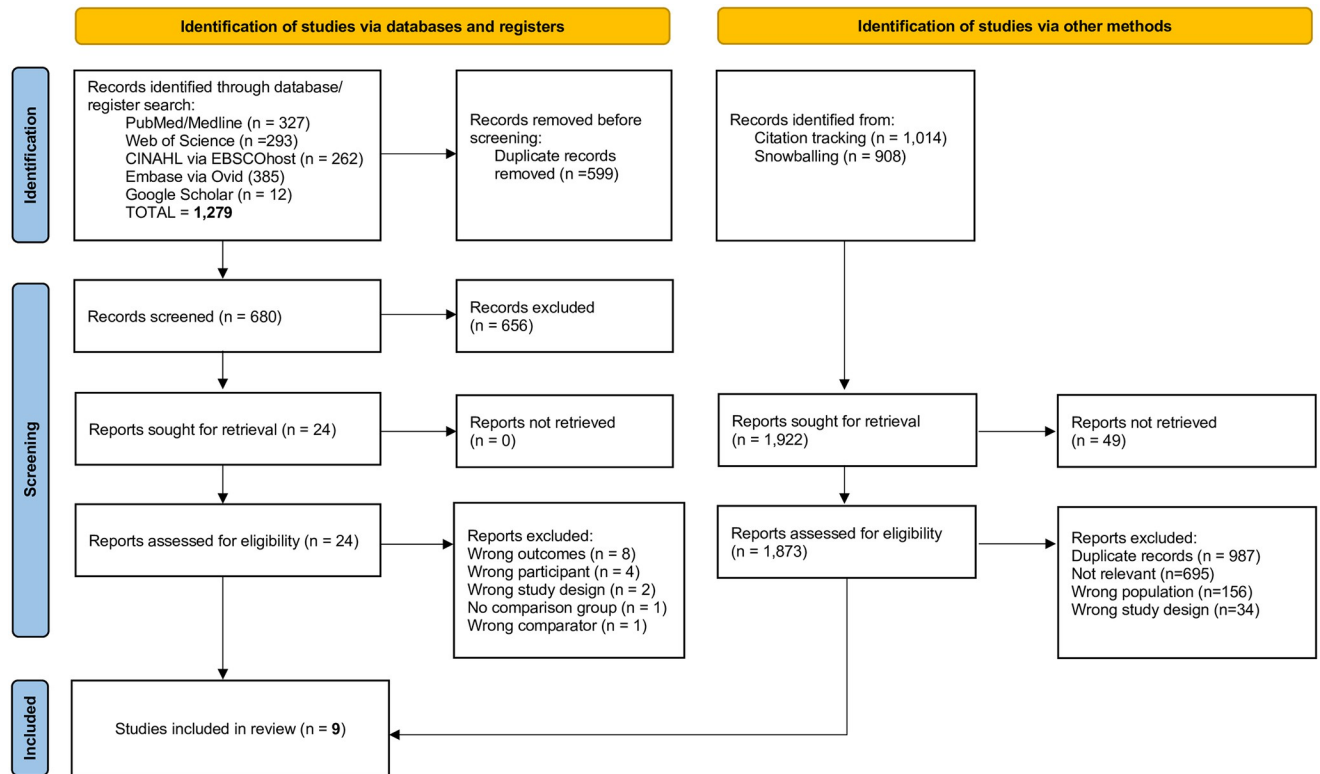 Identification of studies via databases and registers
Identification of studies via other methods
Identification
Records identified through database/
register search:
PubMed/Medline (n = 327)
Web of Science (n =293)
CINAHL via EBSCOhost (n = 262)
Embase via Ovid (385)
Google Scholar (n = 12)
TOTAL = 1,279
Records removed before
screening:
Duplicate records
removed (n =599)
Records identified from:
Citation tracking (n = 1,014)
Snowballing (n = 908)
Screening
Records screened (n = 680)
Records excluded
(n = 656)
Reports sought for retrieval (n = 24)
Reports not retrieved
(n = 0)
Reports sought for retrieval
(n = 1,922)
Reports not retrieved
(n = 49)
Reports assessed for eligibility (n = 24)
Reports excluded:
Wrong outcomes (n = 8)
Wrong participant (n = 4)
Wrong study design (n = 2)
No comparison group (n = 1)
Wrong comparator (n = 1)
Reports assessed for eligibility
(n = 1,873)
Reports excluded:
Duplicate records (n = 987)
Not relevant (n=695)
Wrong population (n=156)
Wrong study design (n=34)
Included
Studies included in review (n = 9)